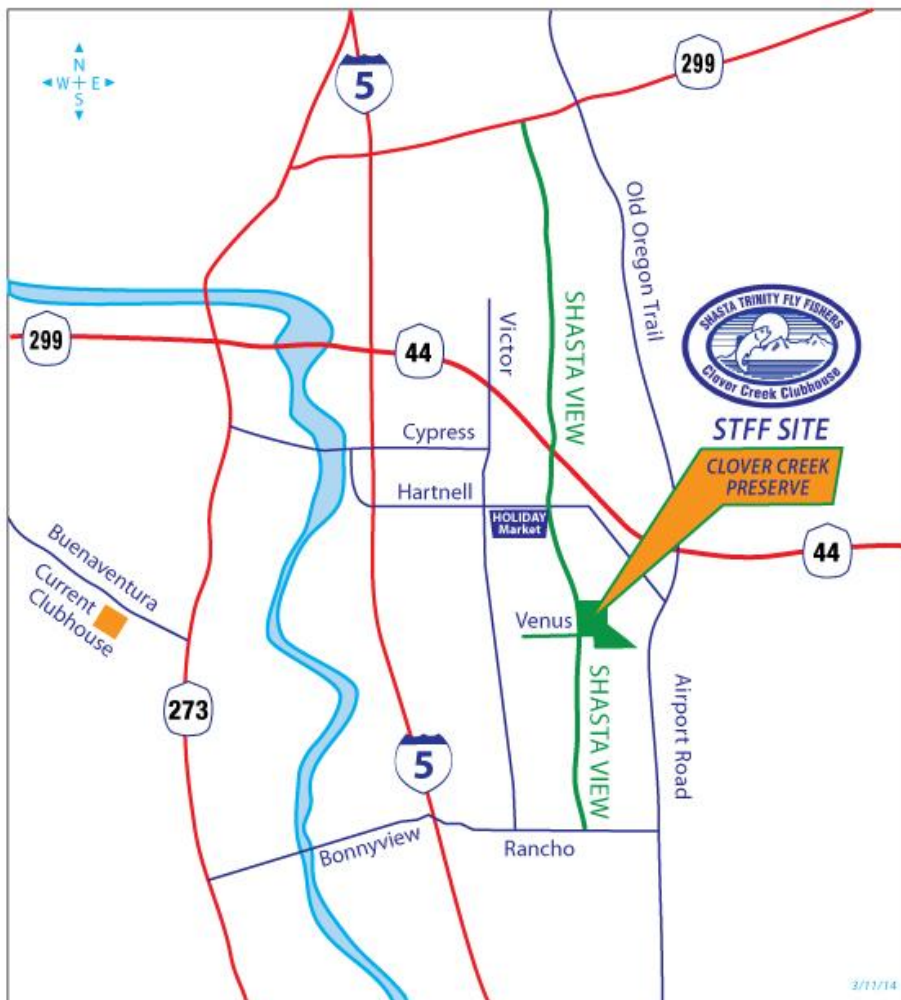 N
W E
S
5
299
Old Oregon Trail
SHASTA VIEW
Victor
SHASTA TRINITY FLY FISHERS
Clover Creek Clubhouse
299
44
STFF SITE
CLOVER CREEK
PRESERVE
Cypress
Hartnell
HOLIDAY
Market
44
Buenaventura
Current
Clubhouse
Venus
SHASTA VIEW
Airport Road
273
5
Bonnyview
Rancho
3/11/14